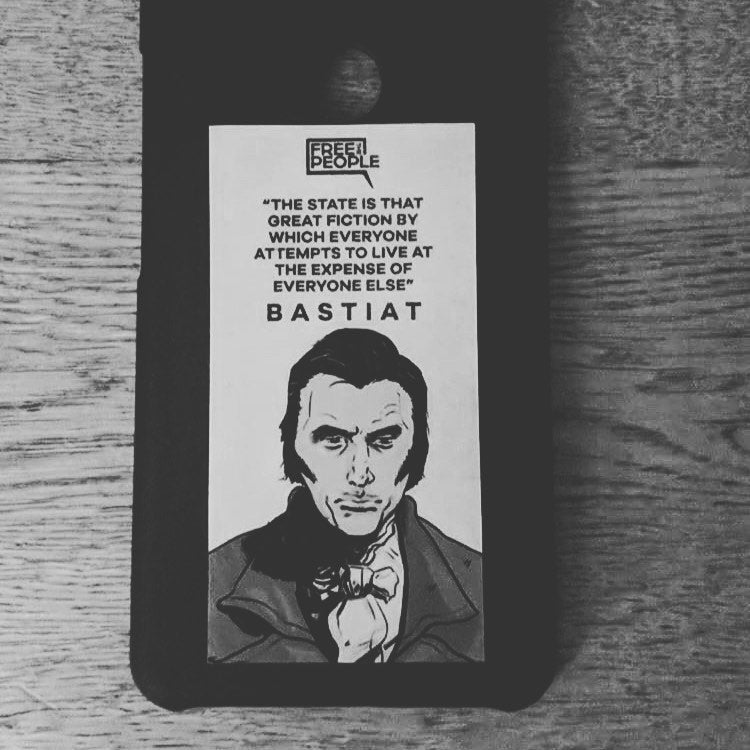 FREE THE
PEOPLE
"THE STATE IS THAT
GREAT FICTION BY
WHICH EVERYONE
ATTEMPTS TO LIVE AT
THE EXPENSE OF
EVERYONE ELSE"
BASTIAT